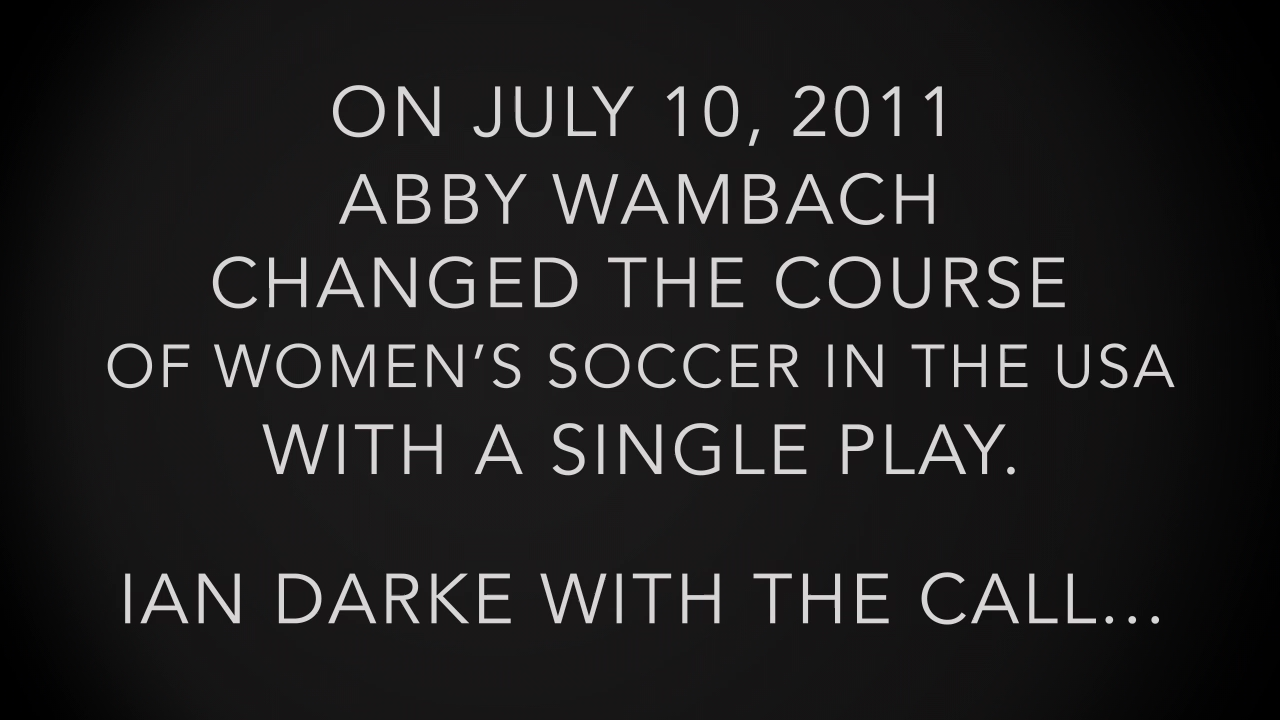 ON JULY 10, 2011
ABBY WAMBACH
CHANGED THE COURSE
OF WOMEN’S SOCCER IN THE USA
WITH A SINGLE PLAY.
IAN DARKE WITH THE CALL…